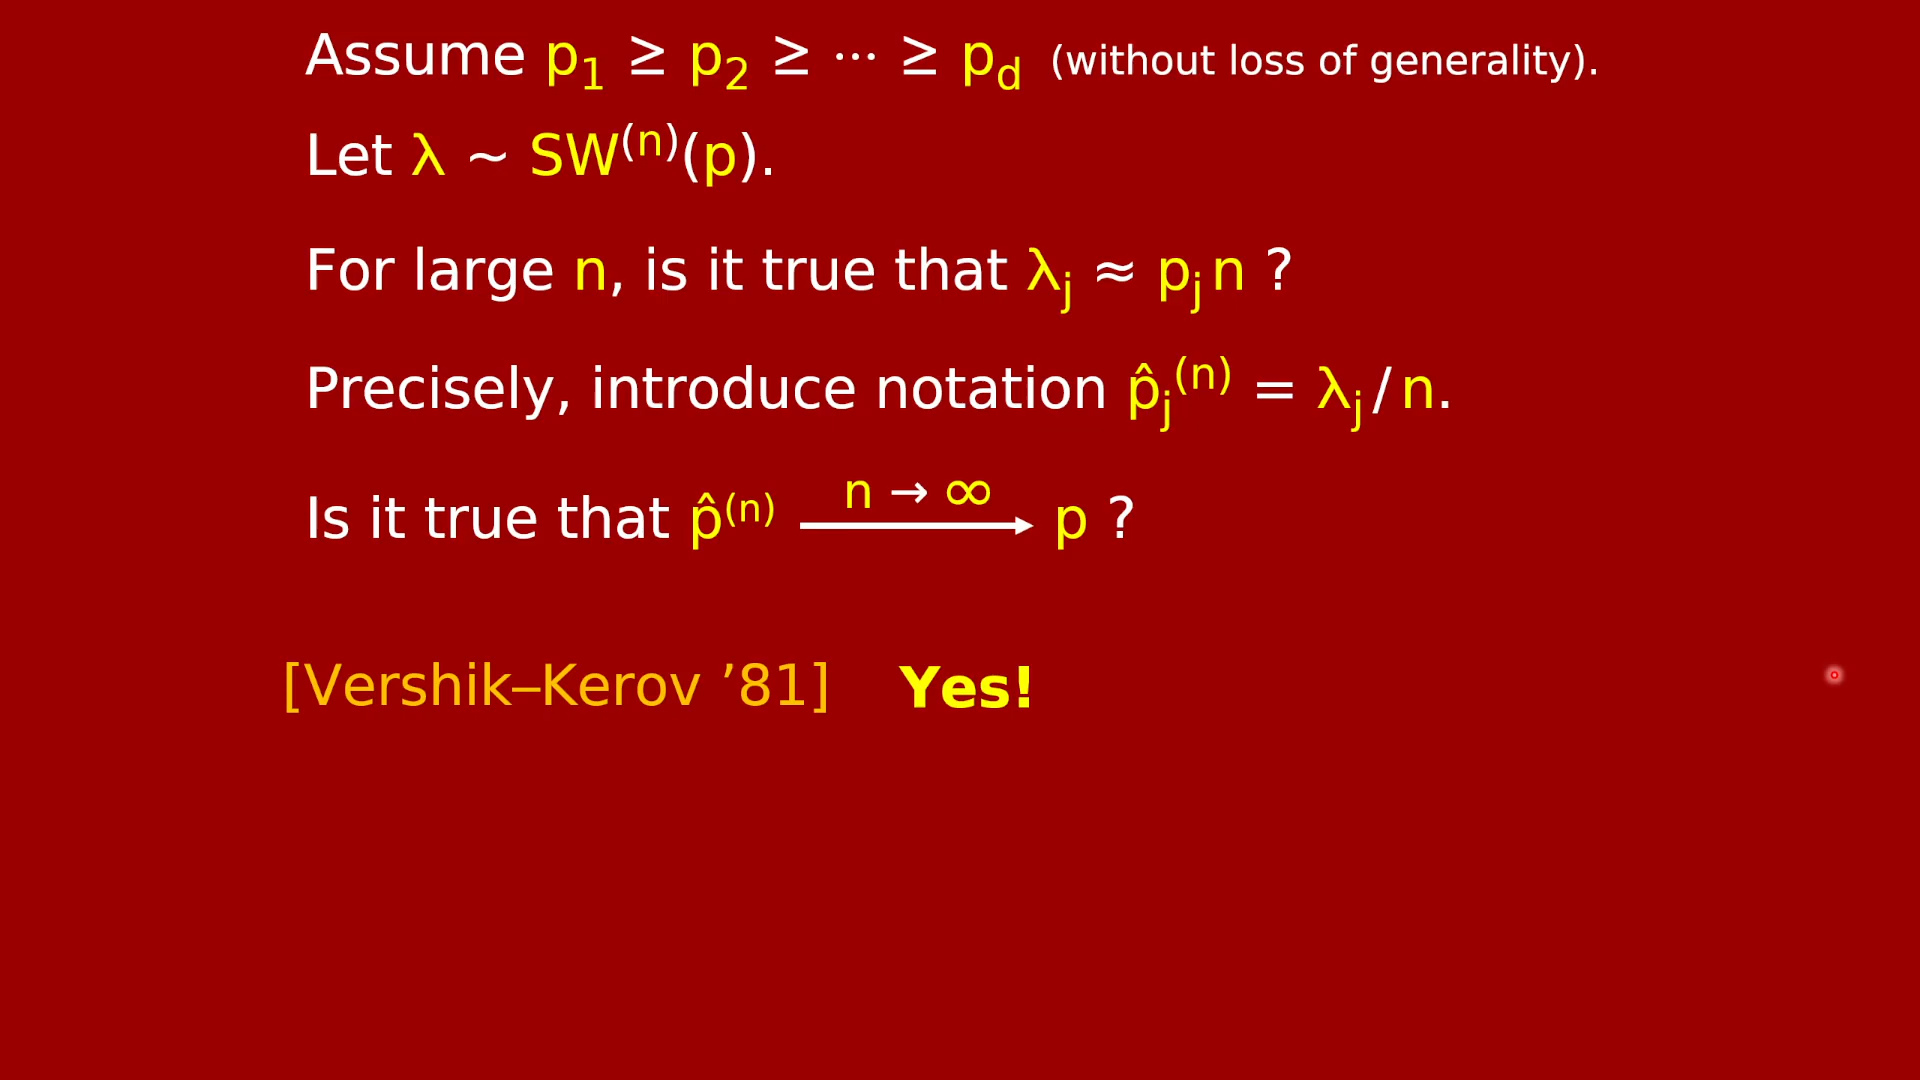 Assume p₁ ≥ p₂ ≥ ⋯ ≥ p_d (without loss of generality).
Let λ ~ SW⁽ⁿ⁾(p).
For large n, is it true that λⱼ ≈ pⱼ n ?
Precisely, introduce notation p̂ⱼ⁽ⁿ⁾ = λⱼ / n.
Is it true that p̂⁽ⁿ⁾ n → ∞ p ?
[Vershik–Kerov ’81] Yes!